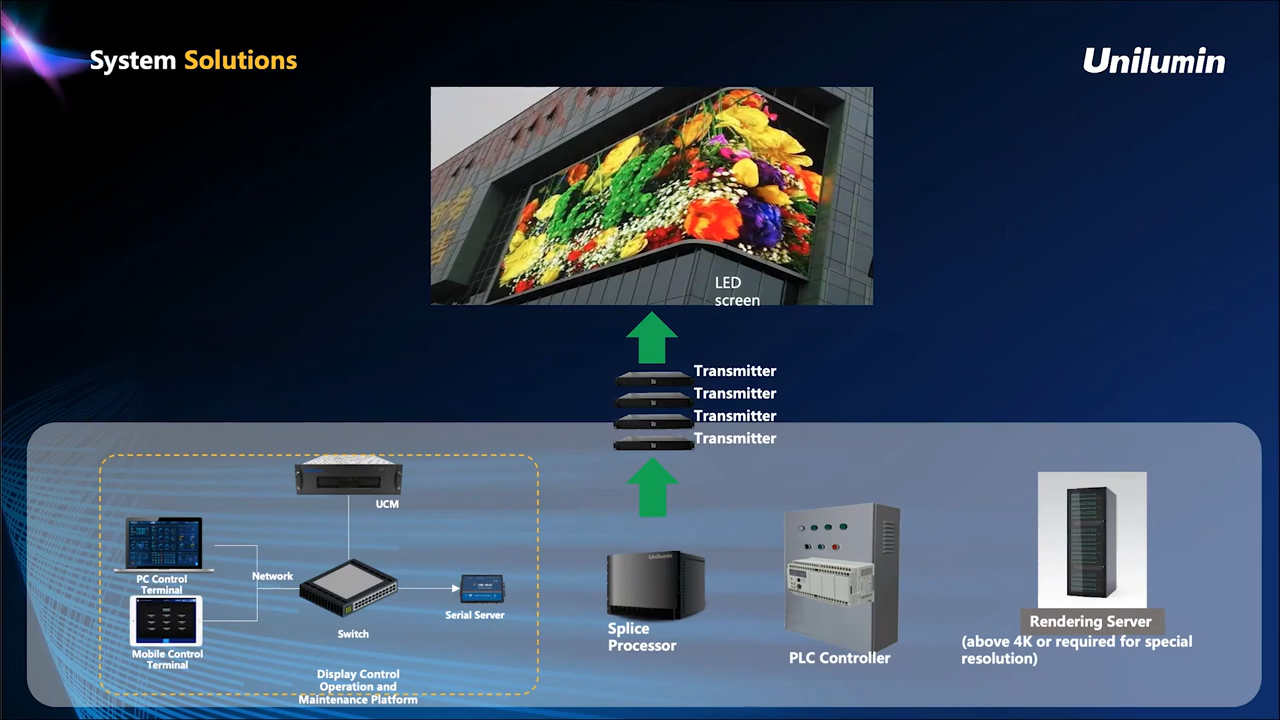 System Solutions
Unilumin
LED
screen
Transmitter
Transmitter
Transmitter
Transmitter
UCM
PC Control
Terminal
Network
Mobile Control
Terminal
Switch
Serial Server
Display Control
Operation and
Maintenance Platform
Unilumin
Splice
Processor
PLC Controller
Rendering Server
(above 4K or required for special
resolution)